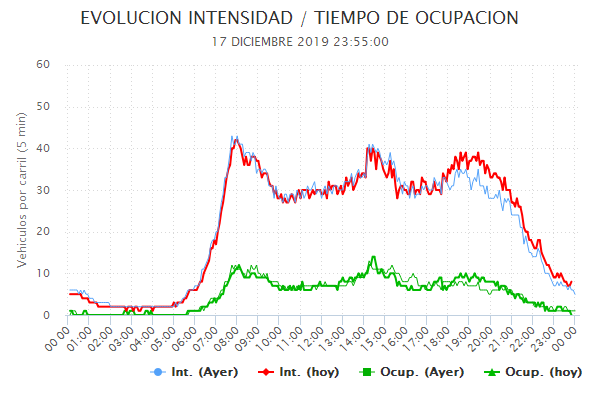 EVOLUCION INTENSIDAD / TIEMPO DE OCUPACION
17 DICIEMBRE 2019 23:55:00
Vehiculos por carril (5 min)
60
50
40
30
20
10
0
00:00 01:00 02:00 03:00 04:00 05:00 06:00 07:00 08:00 09:00 10:00 11:00 12:00 13:00 14:00 15:00 16:00 17:00 18:00 19:00 20:00 21:00 22:00 23:00 00:00
Int. (Ayer) Int. (hoy) Ocup. (Ayer) Ocup. (hoy)